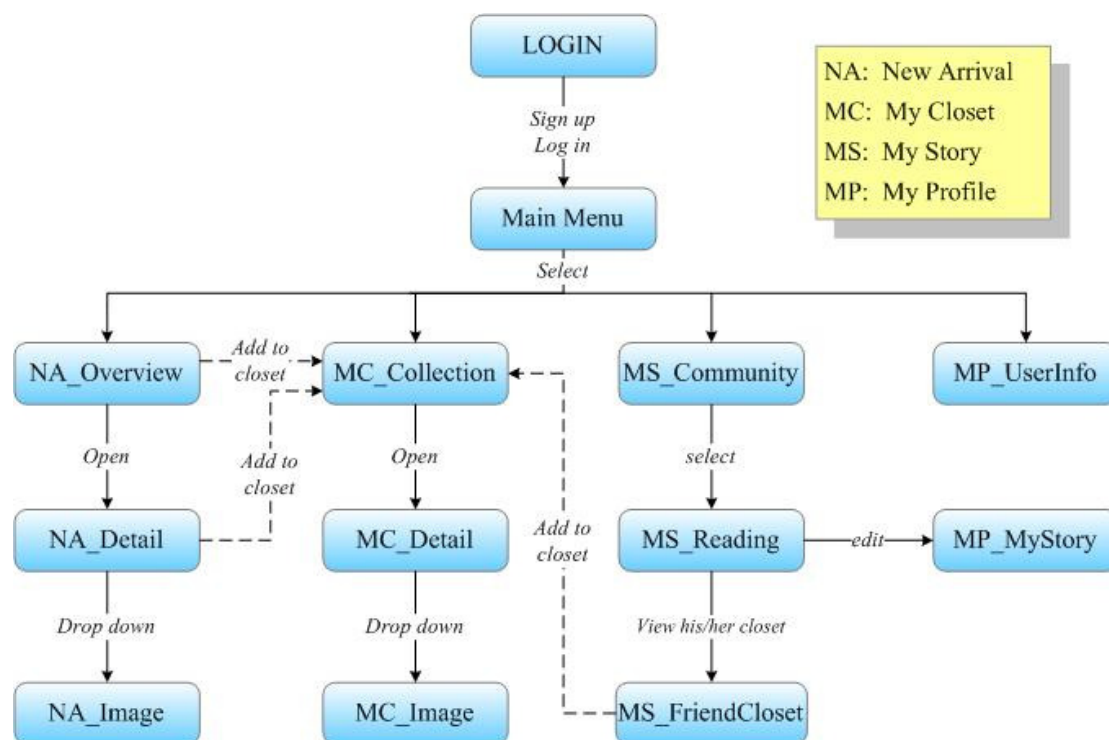 LOGIN
NA: New Arrival
MC: My Closet
MS: My Story
MP: My Profile
Sign up
Log in
Main Menu
Select
NA_Overview
Add to
closet
MC_Collection
MS_Community
MP_UserInfo
Open
Add to
closet
Open
select
NA_Detail
MC_Detail
Add to
closet
MS_Reading
edit
MP_MyStory
Drop down
Drop down
View his/her closet
NA_Image
MC_Image
MS_FriendCloset